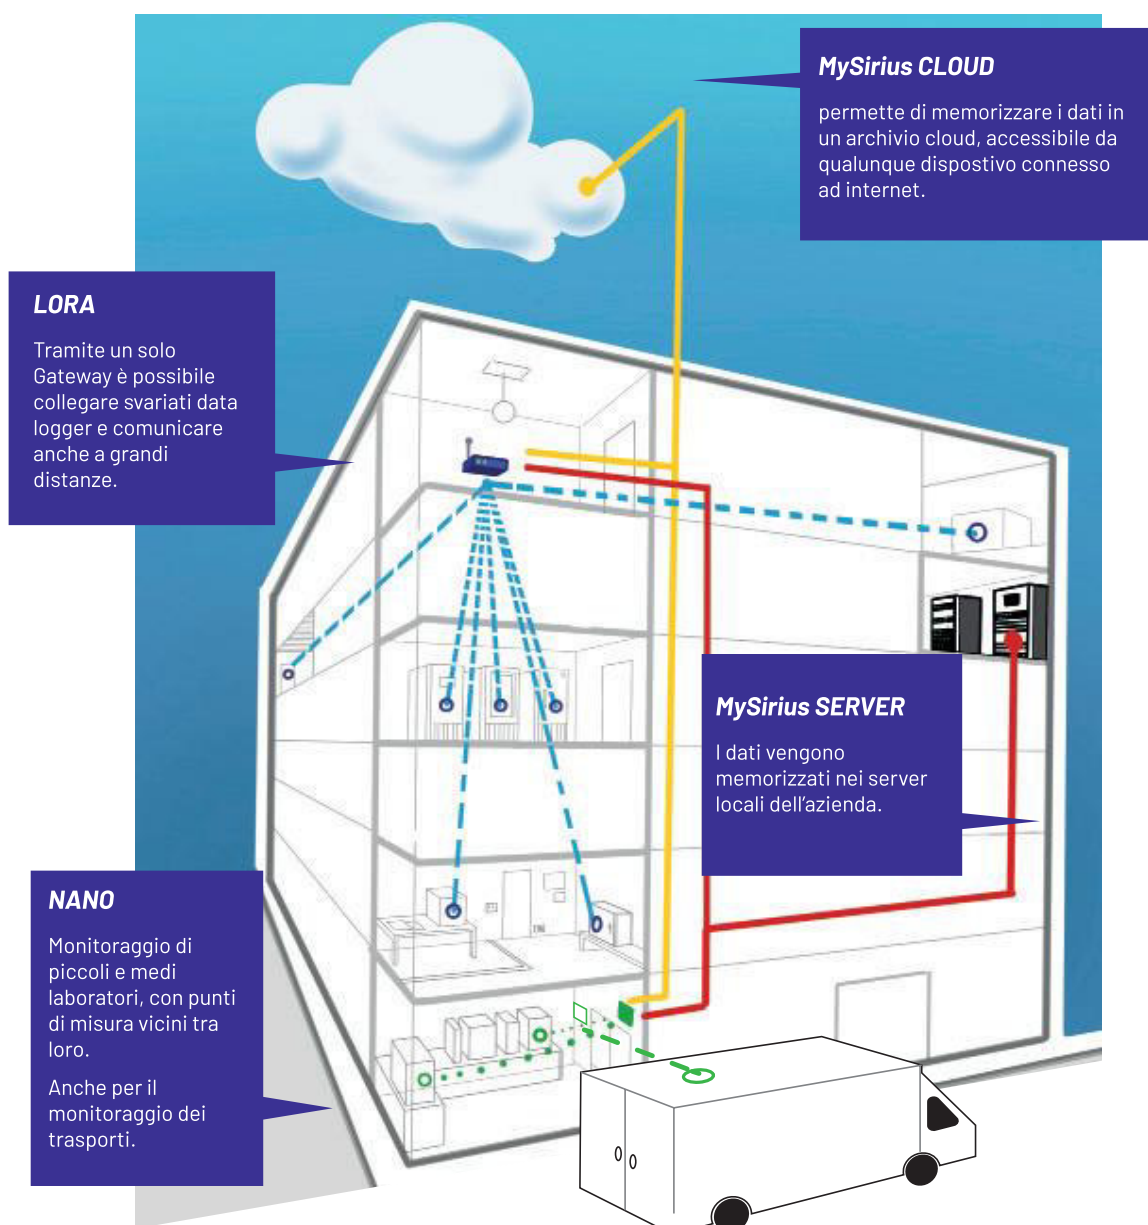 MySirius CLOUD
permette di memorizzare i dati in
un archivio cloud, accessibile da
qualunque dispostivo connesso
ad internet.
LORA
Tramite un solo
Gateway è possibile
collegare svariati data
logger e comunicare
anche a grandi
distanze.
MySirius SERVER
I dati vengono
memorizzati nei server
locali dell'azienda.
NANO
Monitoraggio di
piccoli e medi
laboratori, con punti
di misura vicini tra
loro.
Anche per il
monitoraggio dei
trasporti.